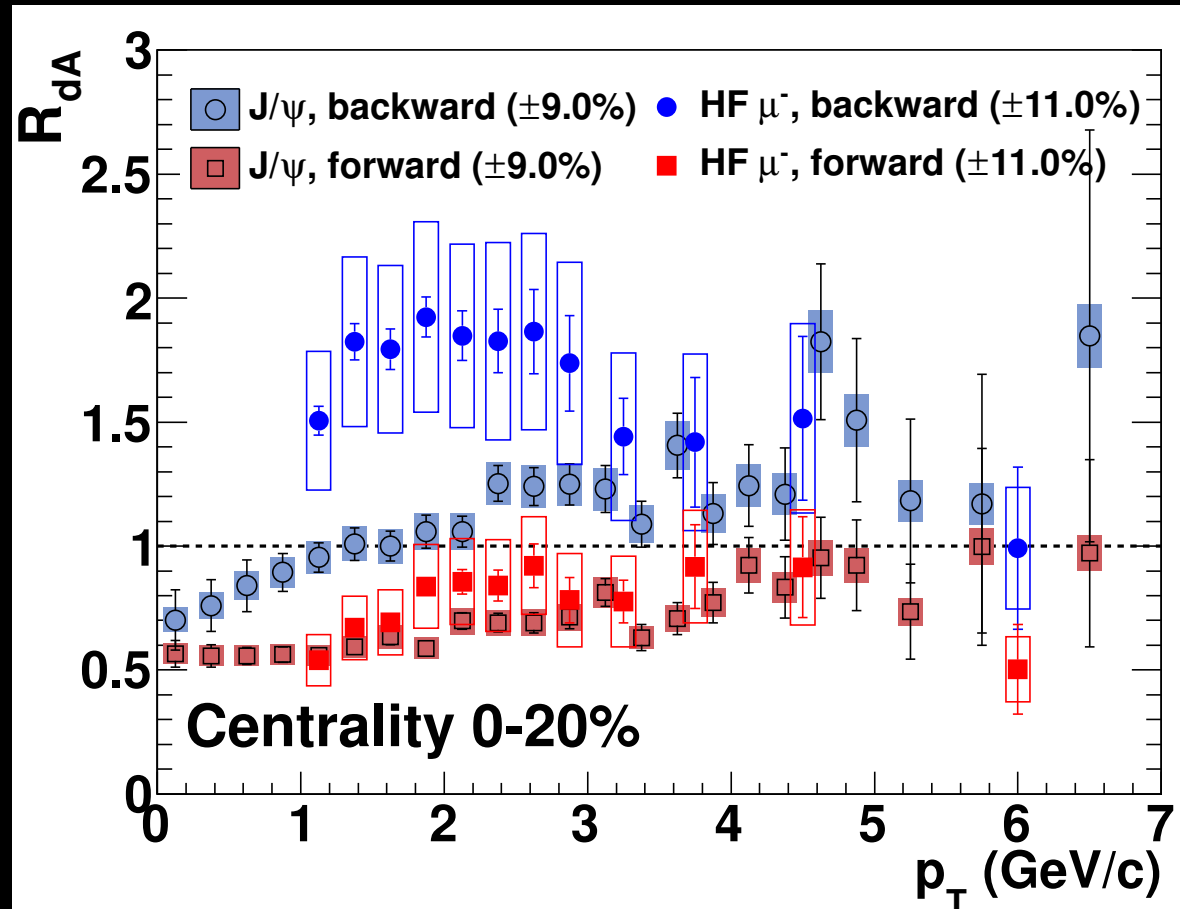 R_dA
3
2.5
2
1.5
1
0.5
0
J/ψ, backward (±9.0%)
HF μ⁻, backward (±11.0%)
J/ψ, forward (±9.0%)
HF μ⁻, forward (±11.0%)
Centrality 0-20%
0 1 2 3 4 5 6 7
p_T (GeV/c)